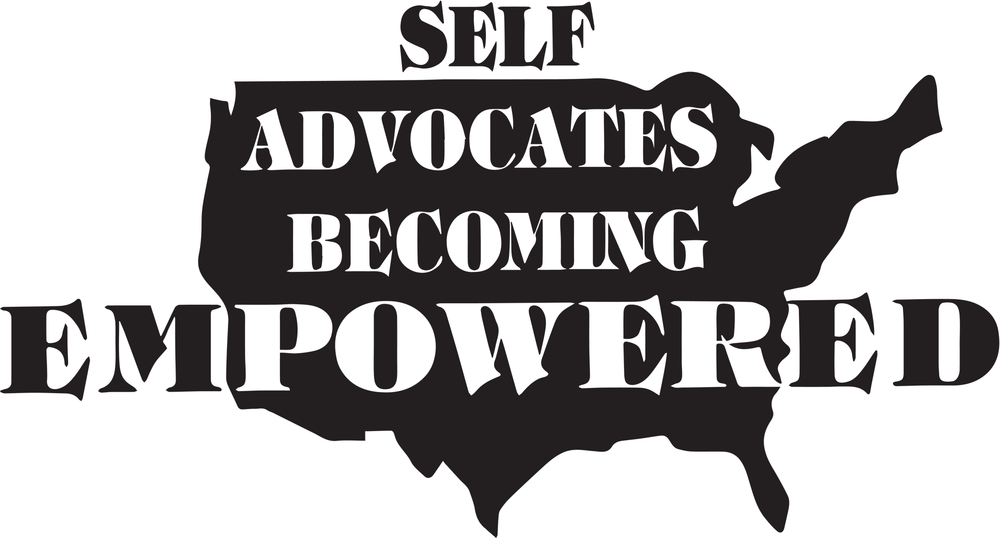 SELF
ADVOCATES
BECOMING
EMPOWERED